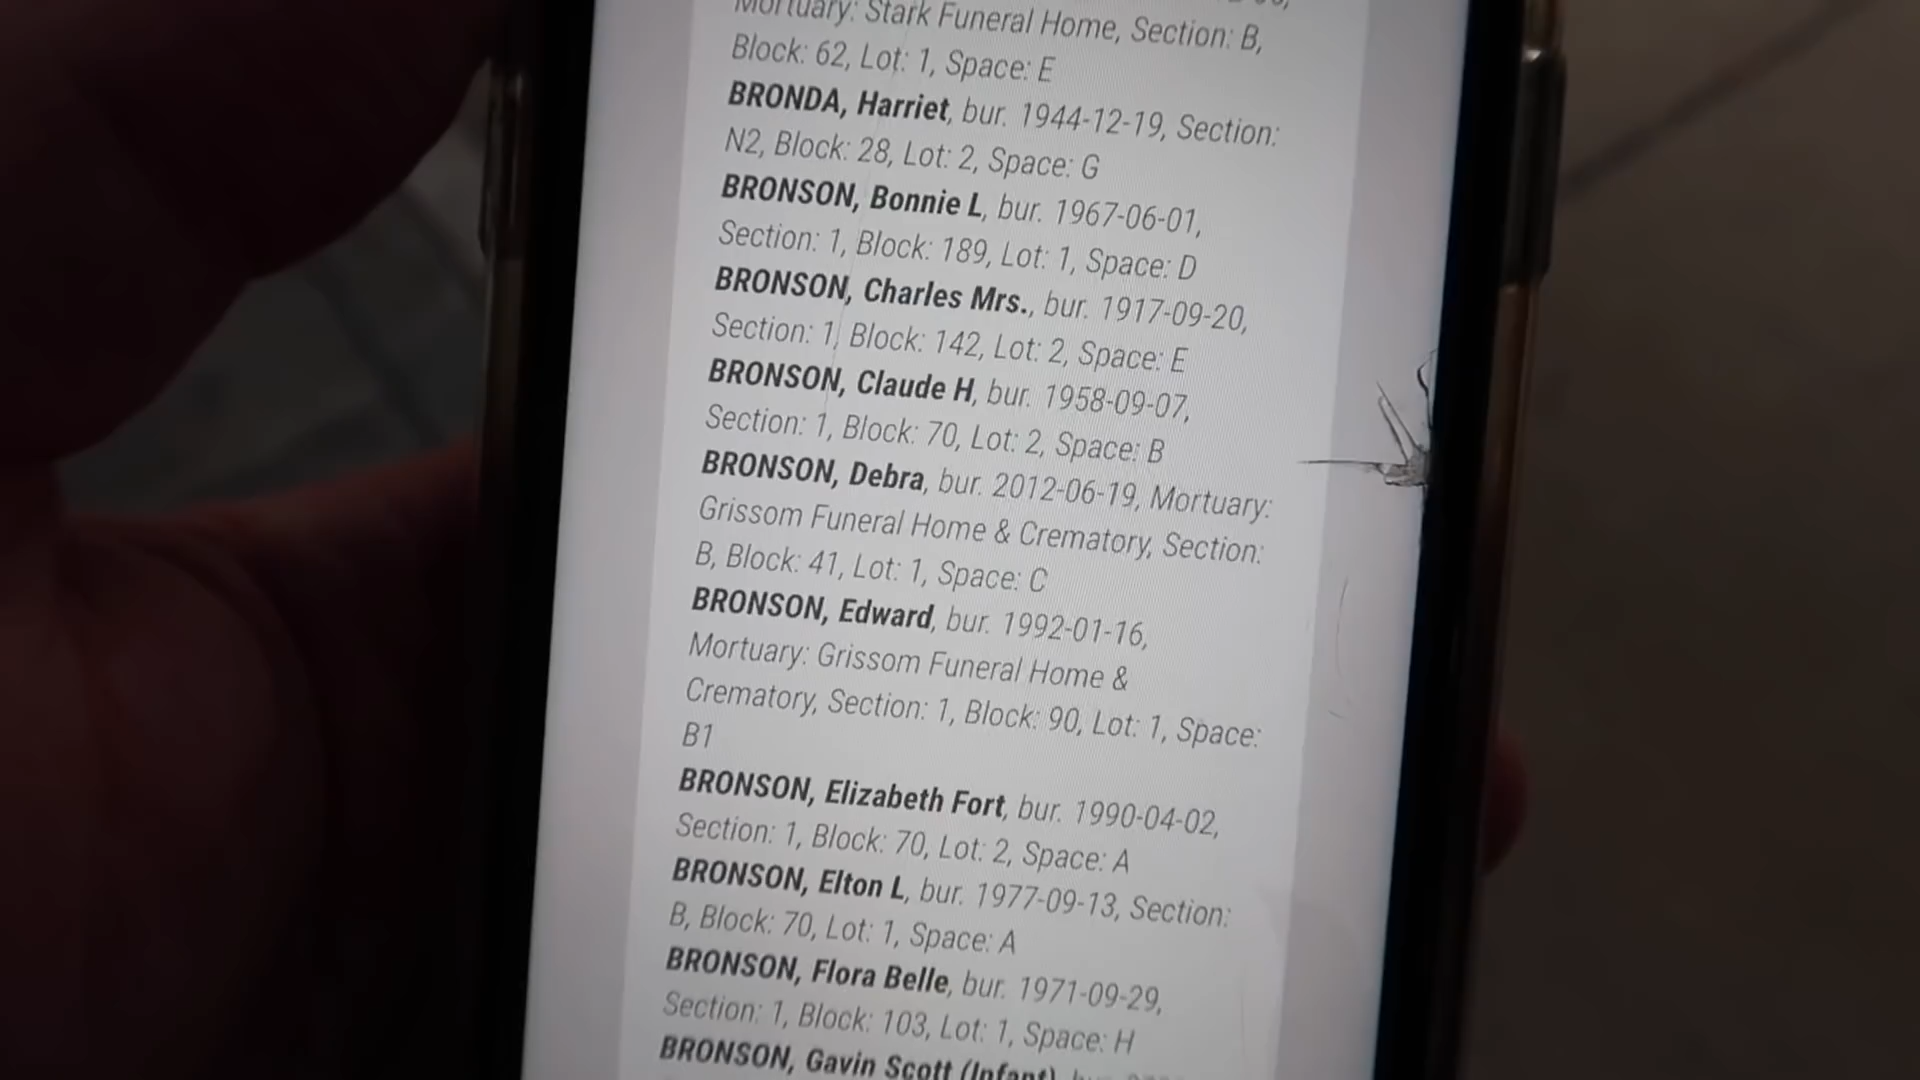 Mortuary: Stark Funeral Home, Section: B,
Block: 62, Lot: 1, Space: E
BRONDA, Harriet, bur. 1944-12-19, Section:
N2, Block: 28, Lot: 2, Space: G
BRONSON, Bonnie L, bur. 1967-06-01,
Section: 1, Block: 189, Lot: 1, Space: D
BRONSON, Charles Mrs., bur. 1917-09-20,
Section: 1, Block: 142, Lot: 2, Space: E
BRONSON, Claude H, bur. 1958-09-07,
Section: 1, Block: 70, Lot: 2, Space: B
BRONSON, Debra, bur. 2012-06-19, Mortuary:
Grissom Funeral Home & Crematory, Section:
B, Block: 41, Lot: 1, Space: C
BRONSON, Edward, bur. 1992-01-16,
Mortuary: Grissom Funeral Home &
Crematory, Section: 1, Block: 90, Lot: 1, Space:
B1
BRONSON, Elizabeth Fort, bur. 1990-04-02,
Section: 1, Block: 70, Lot: 2, Space: A
BRONSON, Elton L, bur. 1977-09-13, Section:
B, Block: 70, Lot: 1, Space: A
BRONSON, Flora Belle, bur. 1971-09-29,
Section: 1, Block: 103, Lot: 1, Space: H
BRONSON, Gavin Scott (Infant)